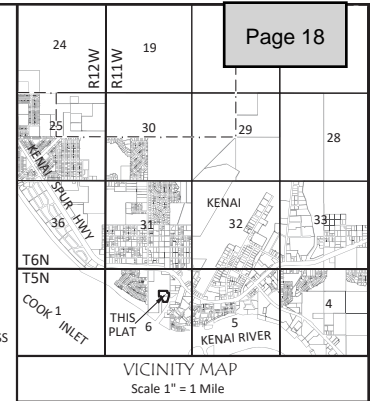 Page 18
24
19
R12W
R11W
25
30
29
28
KENAI SPUR HWY
36
31
KENAI
32
33
T6N
T5N
COOK INLET
1
THIS
PLAT
6
5
4
KENAI RIVER
SS
VICINITY MAP
Scale 1" = 1 Mile